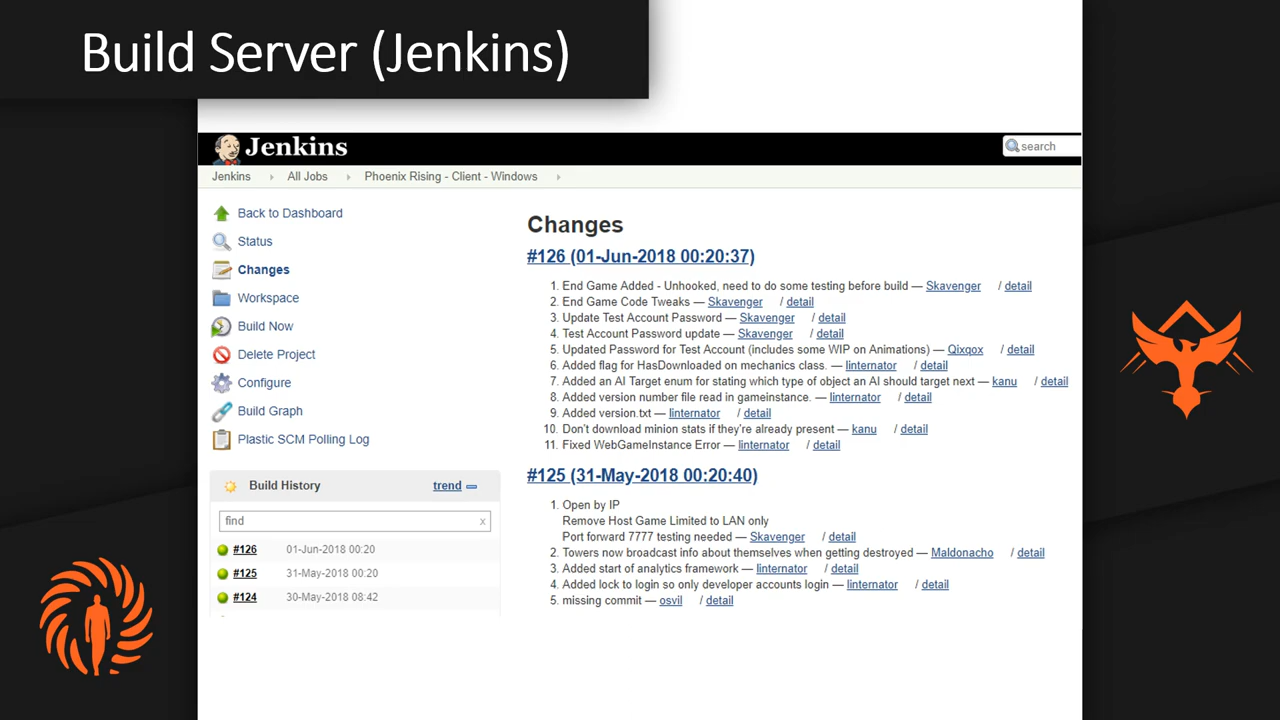 Build Server (Jenkins)
Jenkins
search
Jenkins All Jobs Phoenix Rising - Client - Windows
Back to Dashboard
Status
Changes
Workspace
Build Now
Delete Project
Configure
Build Graph
Plastic SCM Polling Log
Build History trend
find x
#126 01-Jun-2018 00:20
#125 31-May-2018 00:20
#124 30-May-2018 08:42
Changes
#126 (01-Jun-2018 00:20:37)
1. End Game Added - Unhooked, need to do some testing before build — Skavenger / detail
2. End Game Code Tweaks — Skavenger / detail
3. Update Test Account Password — Skavenger / detail
4. Test Account Password update — Skavenger / detail
5. Updated Password for Test Account (includes some WIP on Animations) — Qixqox / detail
6. Added flag for HasDownloaded on mechanics class. — linternator / detail
7. Added an AI Target enum for stating which type of object an AI should target next — kanu / detail
8. Added version number file read in gameinstance. — linternator / detail
9. Added version.txt — linternator / detail
10. Don't download minion stats if they're already present — kanu / detail
11. Fixed WebGameInstance Error — linternator / detail
#125 (31-May-2018 00:20:40)
1. Open by IP
Remove Host Game Limited to LAN only
Port forward 7777 testing needed — Skavenger / detail
2. Towers now broadcast info about themselves when getting destroyed — Maldonacho / detail
3. Added start of analytics framework — linternator / detail
4. Added lock to login so only developer accounts login — linternator / detail
5. missing commit — osvil / detail